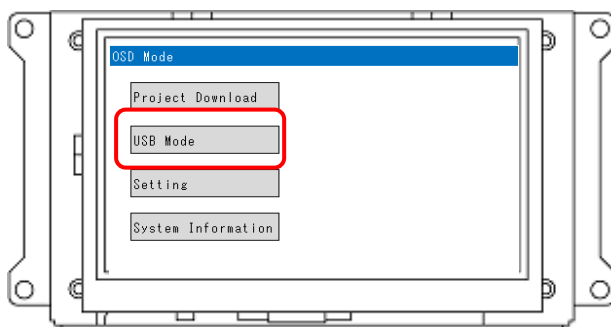 OSD Mode
Project Download
USB Mode
Setting
System Information